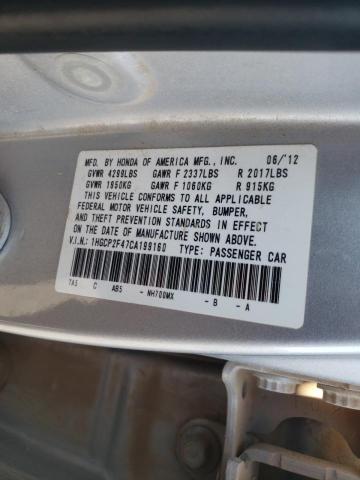 MFD. BY HONDA OF AMERICA MFG., INC. 06/12
GVWR 4299LBS GAWR F 2337LBS R 2017LBS
GVWR 1950KG GAWR F 1060KG R 915KG
THIS VEHICLE CONFORMS TO ALL APPLICABLE
FEDERAL MOTOR VEHICLE SAFETY, BUMPER,
AND THEFT PREVENTION STANDARDS IN EFFECT
ON THE DATE OF MANUFACTURE SHOWN ABOVE.
V.I.N.: 1HGCP2F47CA199160 TYPE: PASSENGER CAR
TA5 C AB5 - NH700MX - B - A